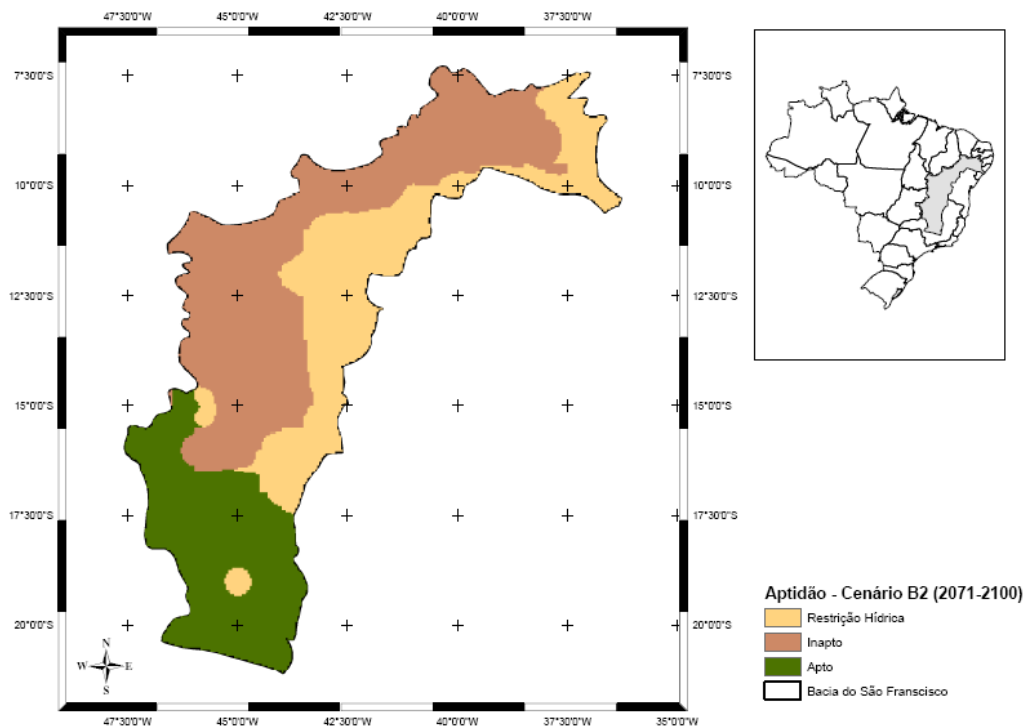 47°30'0"W 45°0'0"W 42°30'0"W 40°0'0"W 37°30'0"W
7°30'0"S 7°30'0"S
10°0'0"S 10°0'0"S
12°30'0"S 12°30'0"S
15°0'0"S 15°0'0"S
17°30'0"S 17°30'0"S
20°0'0"S 20°0'0"S
N
W E
S
47°30'0"W 45°0'0"W 42°30'0"W 40°0'0"W 37°30'0"W 35°0'0"W
Aptidão - Cenário B2 (2071-2100)
Restrição Hídrica
Inapto
Apto
Bacia do São Franscisco